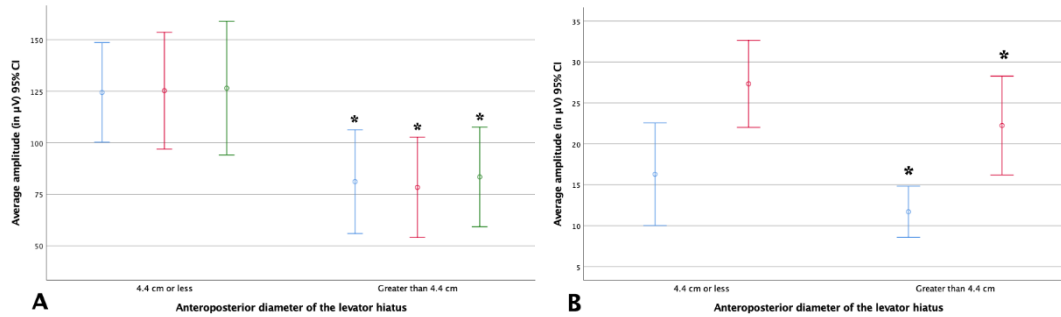 Average amplitude (in µV) 95% CI
150
125
100
75
50
*
*
*
4.4 cm or less
Greater than 4.4 cm
Anteroposterior diameter of the levator hiatus
A
Average amplitude (in µV) 95% CI
35
30
25
20
15
10
5
*
*
4.4 cm or less
Greater than 4.4 cm
Anteroposterior diameter of the levator hiatus
B